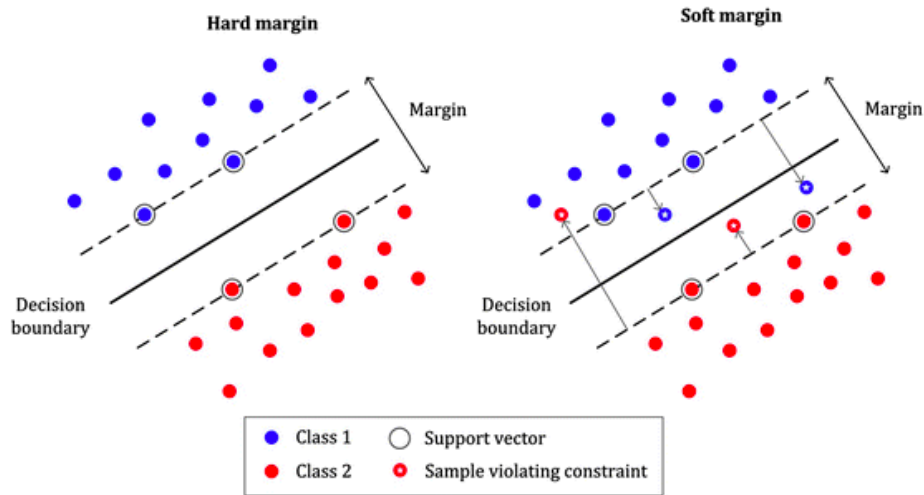 Hard margin
Soft margin
Margin
Margin
Decision
boundary
Decision
boundary
Class 1
Support vector
Class 2
Sample violating constraint